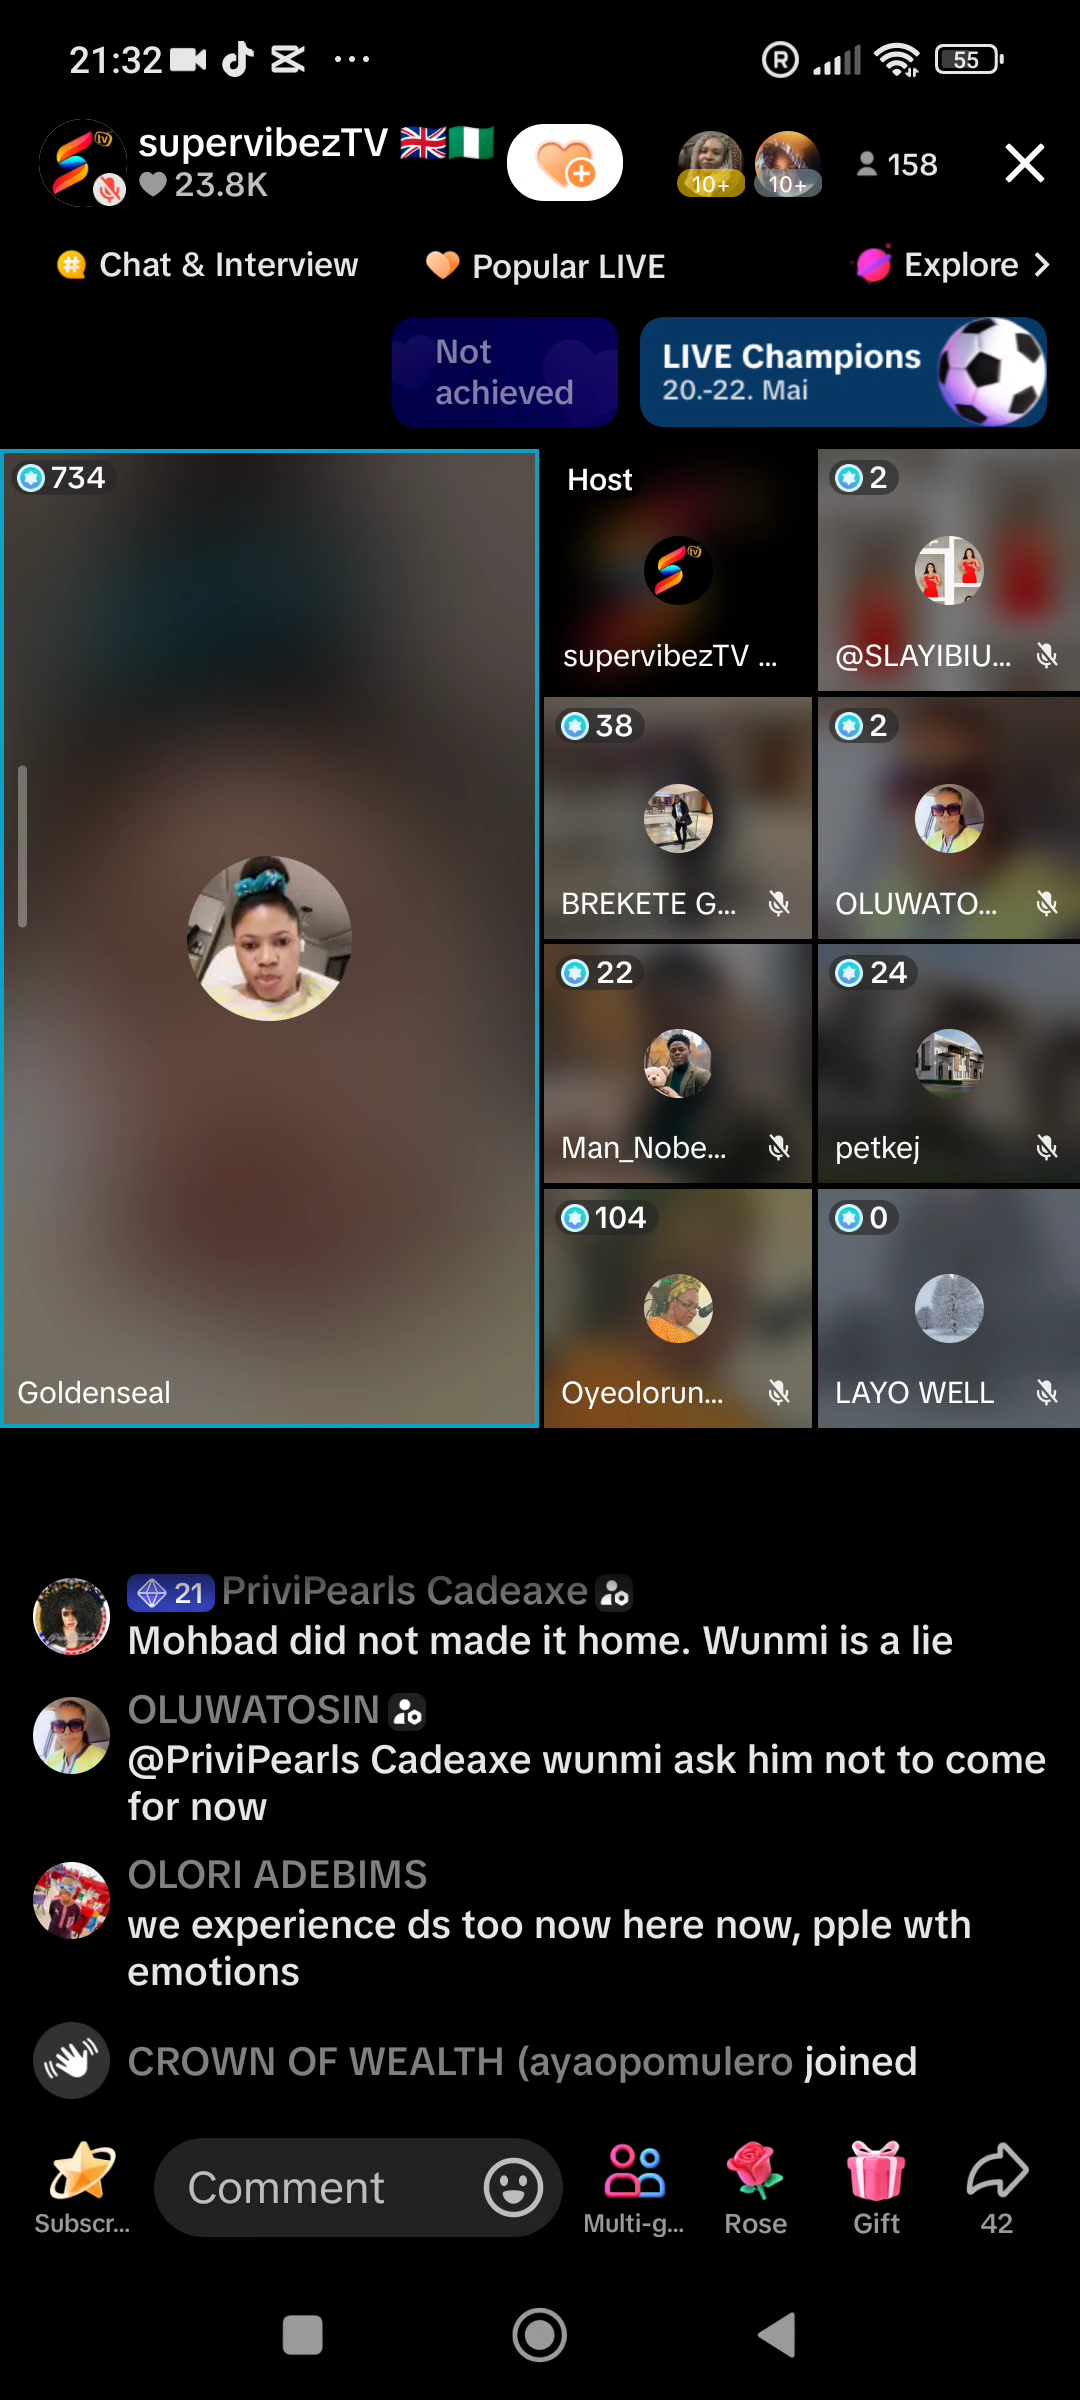 21:32
R
55
supervibezTV 🇬🇧🇳🇬
23.8K
10+
10+
158
Chat & Interview
Popular LIVE
Explore
Not
achieved
LIVE Champions
20.-22. Mai
734
Goldenseal
Host
supervibezTV ...
2
@SLAYIBIU...
38
BREKETE G...
2
OLUWATO...
22
Man_Nobe...
24
petkej
104
Oyeolorun...
0
LAYO WELL
21 PriviPearls Cadeaxe
Mohbad did not made it home. Wunmi is a lie
OLUWATOSIN
@PriviPearls Cadeaxe wunmi ask him not to come
for now
OLORI ADEBIMS
we experience ds too now here now, pple wth
emotions
CROWN OF WEALTH (ayaopomulero joined
Subscr...
Comment
Multi-g...
Rose
Gift
42